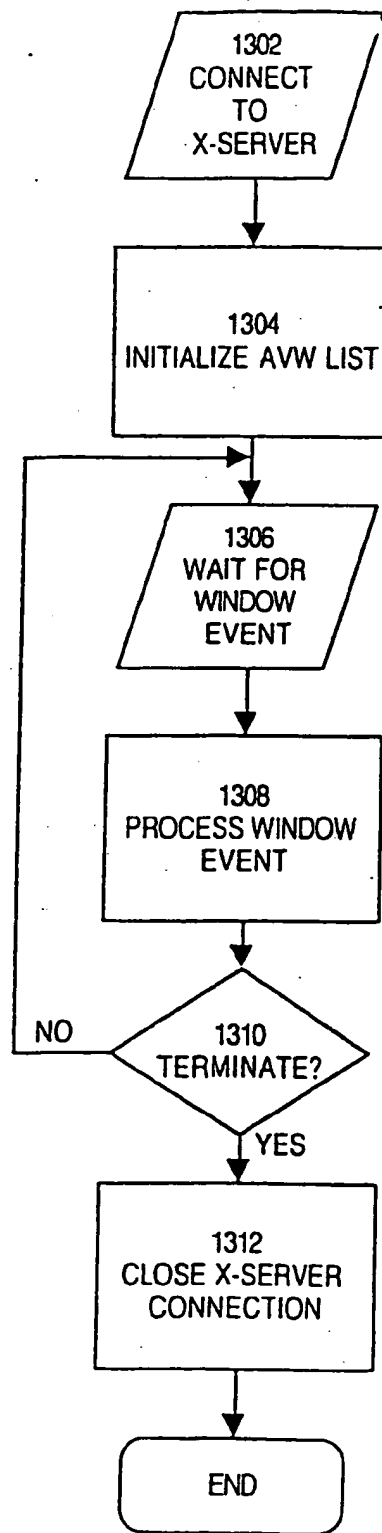 1302
CONNECT
TO
X-SERVER
1304
INITIALIZE AVW LIST
1306
WAIT FOR
WINDOW
EVENT
1308
PROCESS WINDOW
EVENT
NO
1310
TERMINATE?
YES
1312
CLOSE X-SERVER
CONNECTION
END